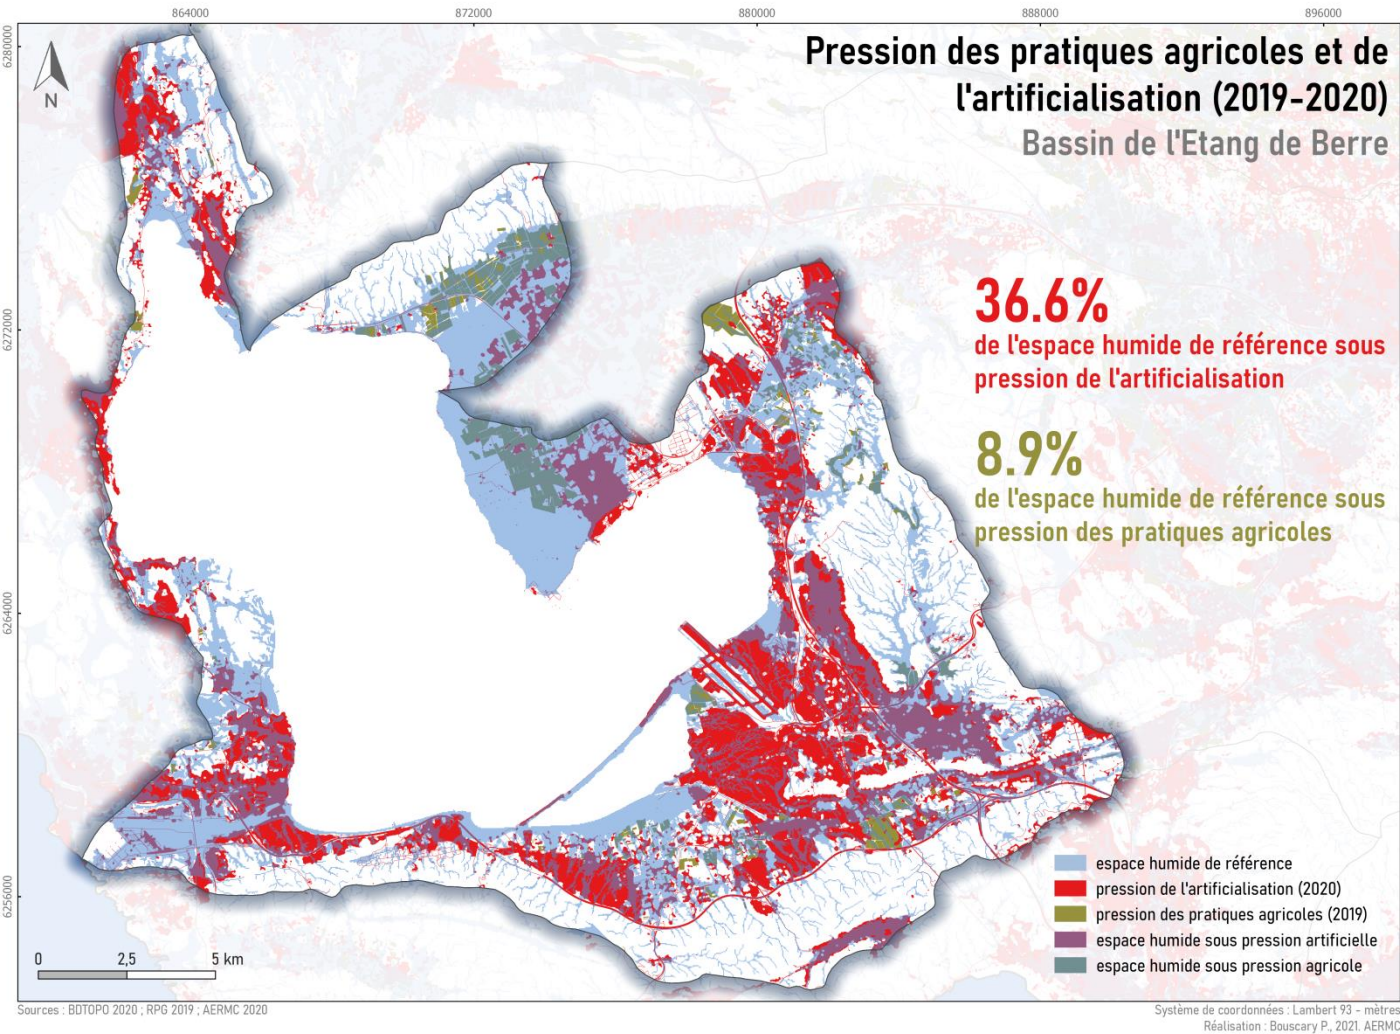 864000
872000
880000
888000
896000
6280000
6272000
6264000
6256000
N
Pression des pratiques agricoles et de
l'artificialisation (2019-2020)
Bassin de l'Etang de Berre
36.6%
de l'espace humide de référence sous
pression de l'artificialisation
8.9%
de l'espace humide de référence sous
pression des pratiques agricoles
espace humide de référence
pression de l'artificialisation (2020)
pression des pratiques agricoles (2019)
espace humide sous pression artificielle
espace humide sous pression agricole
0 2,5 5 km
Sources : BDTOPO 2020 ; RPG 2019 ; AERMC 2020
Système de coordonnées : Lambert 93 - mètres
Réalisation : Bouscary P., 2021. AERMC